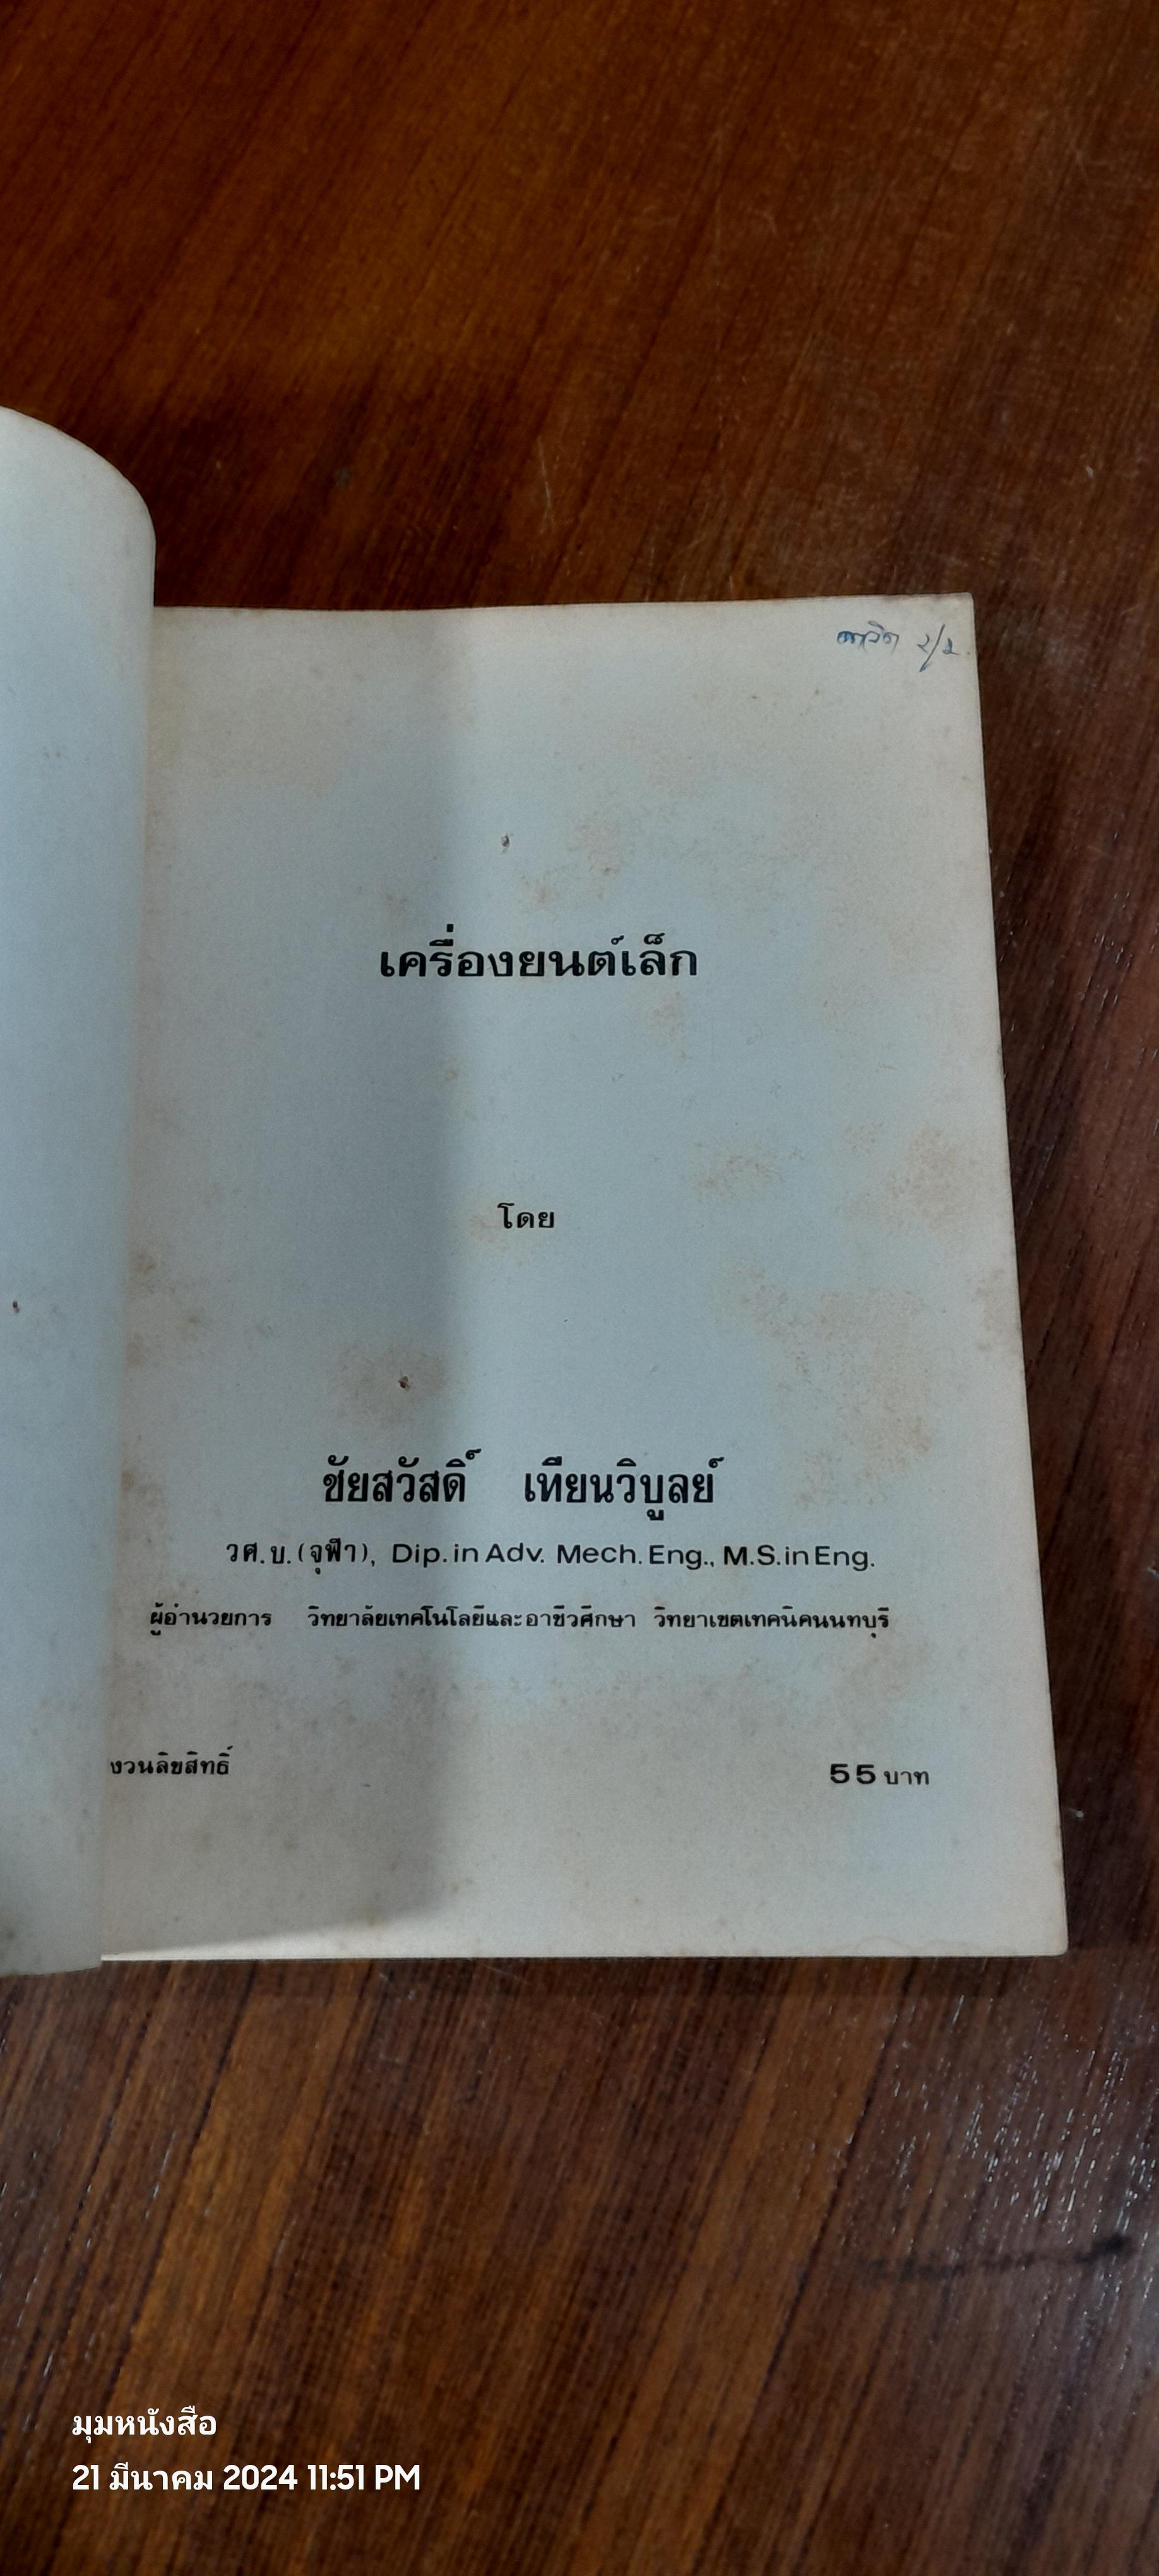 เครื่องยนต์เล็ก
โดย
ชัยสวัสดิ์ เทียนวิบูลย์
วศ.บ.(จุฬา), Dip. in Adv. Mech. Eng., M.S. in Eng.
ผู้อำนวยการ วิทยาลัยเทคโนโลยีและอาชีวศึกษา วิทยาเขตเทคนิคนนทบุรี
งวนลิขสิทธิ์ 55 บาท
มุมหนังสือ
21 มีนาคม 2024 11:51 PM